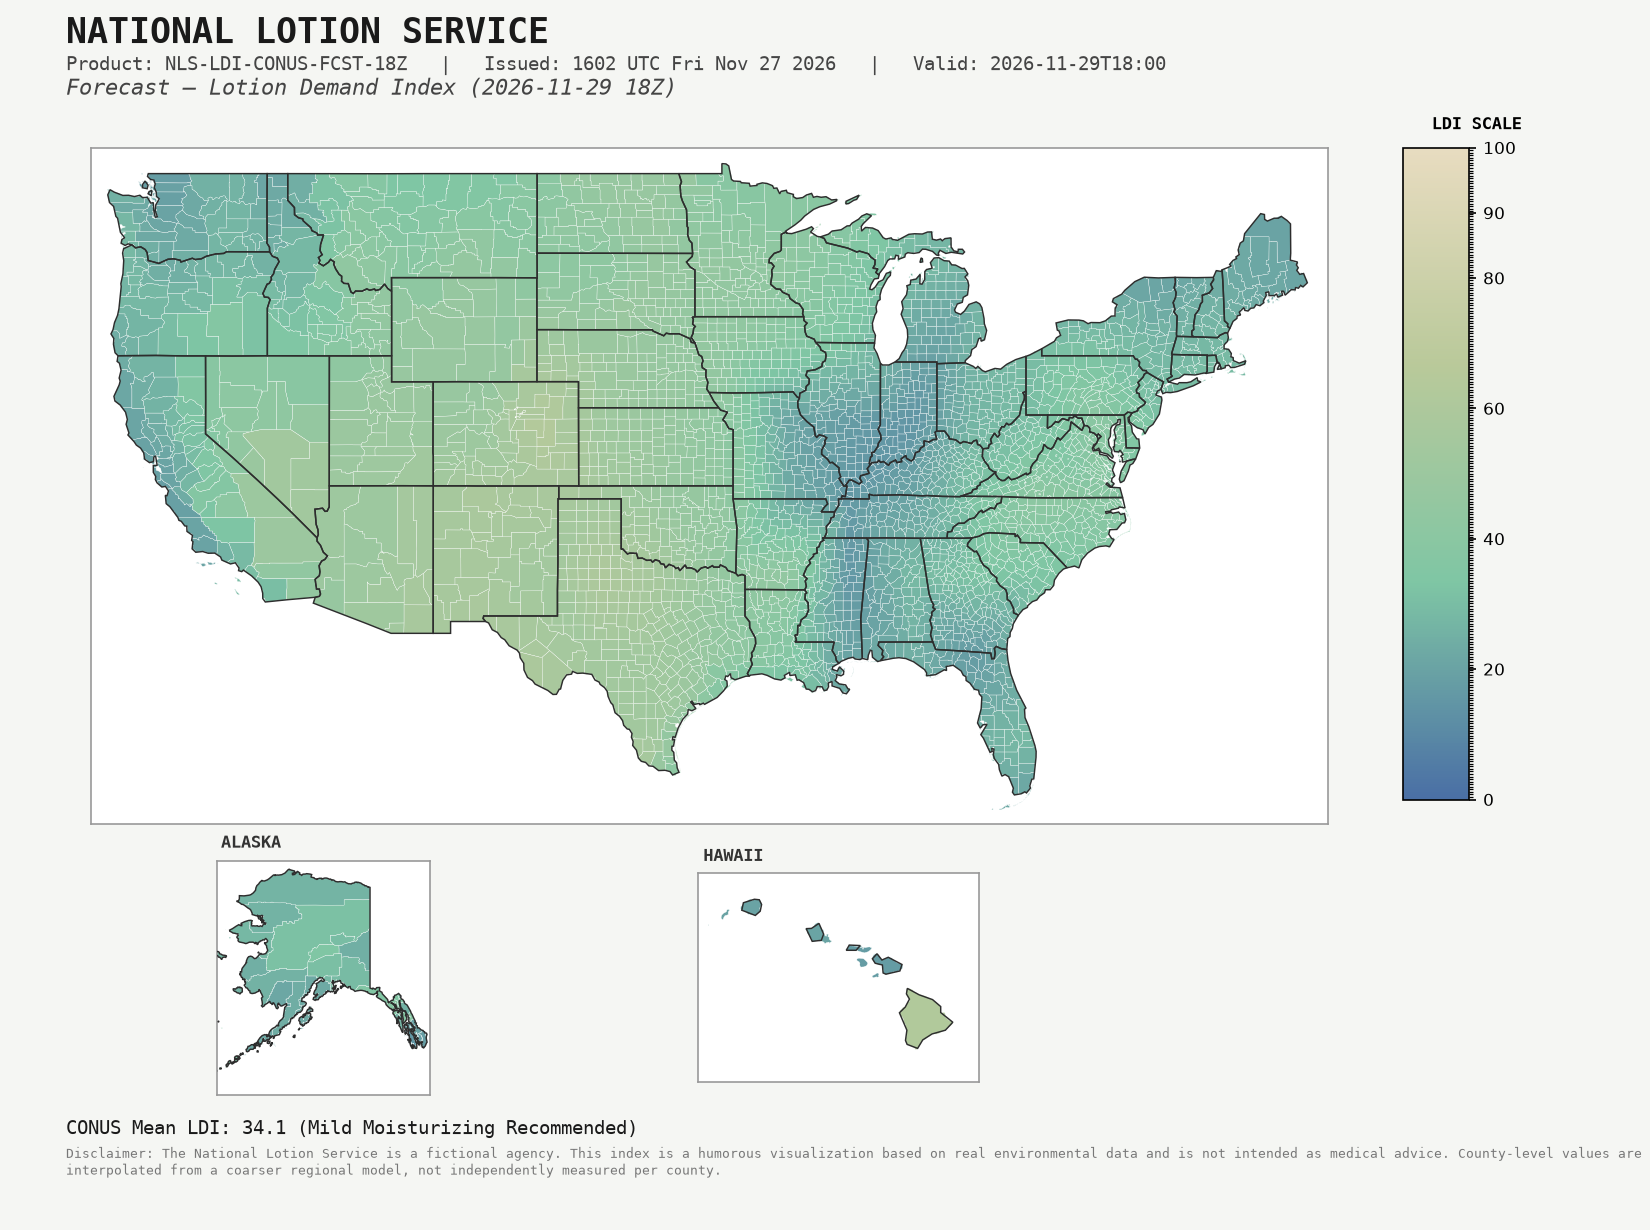 NATIONAL LOTION SERVICE
Product: NLS-LDI-CONUS-FCST-18Z | Issued: 1602 UTC Fri Nov 27 2026 | Valid: 2026-11-29T18:00
Forecast — Lotion Demand Index (2026-11-29 18Z)
LDI SCALE
100
90
80
60
40
20
0
ALASKA
HAWAII
CONUS Mean LDI: 34.1 (Mild Moisturizing Recommended)
Disclaimer: The National Lotion Service is a fictional agency. This index is a humorous visualization based on real environmental data and is not intended as medical advice. County-level values are
interpolated from a coarser regional model, not independently measured per county.